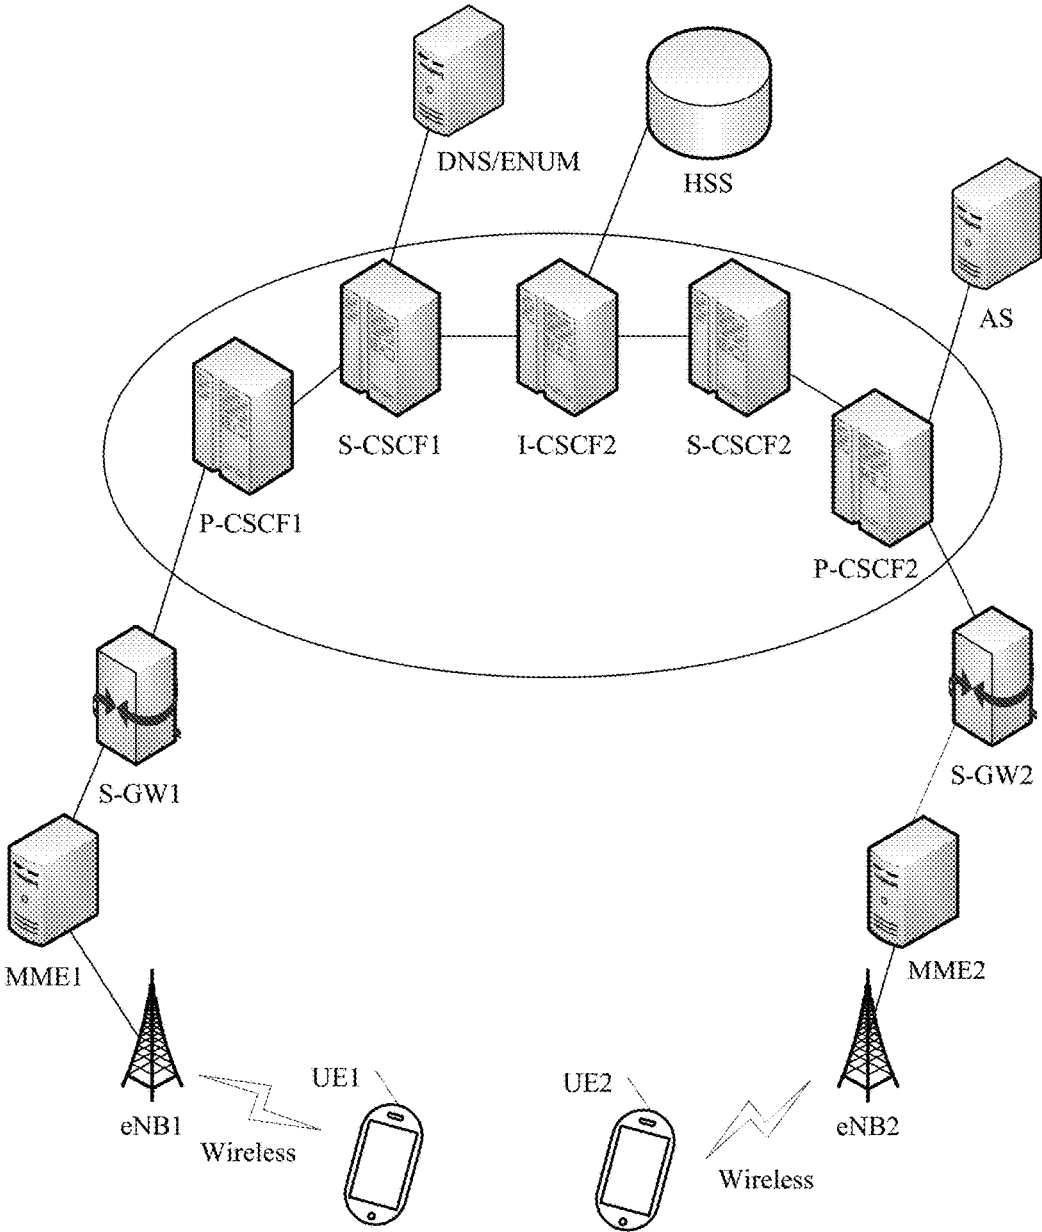 DNS/ENUM
HSS
AS
S-CSCF1
I-CSCF2
S-CSCF2
P-CSCF1
P-CSCF2
S-GW1
S-GW2
MME1
MME2
UE1
UE2
eNB1
eNB2
Wireless
Wireless